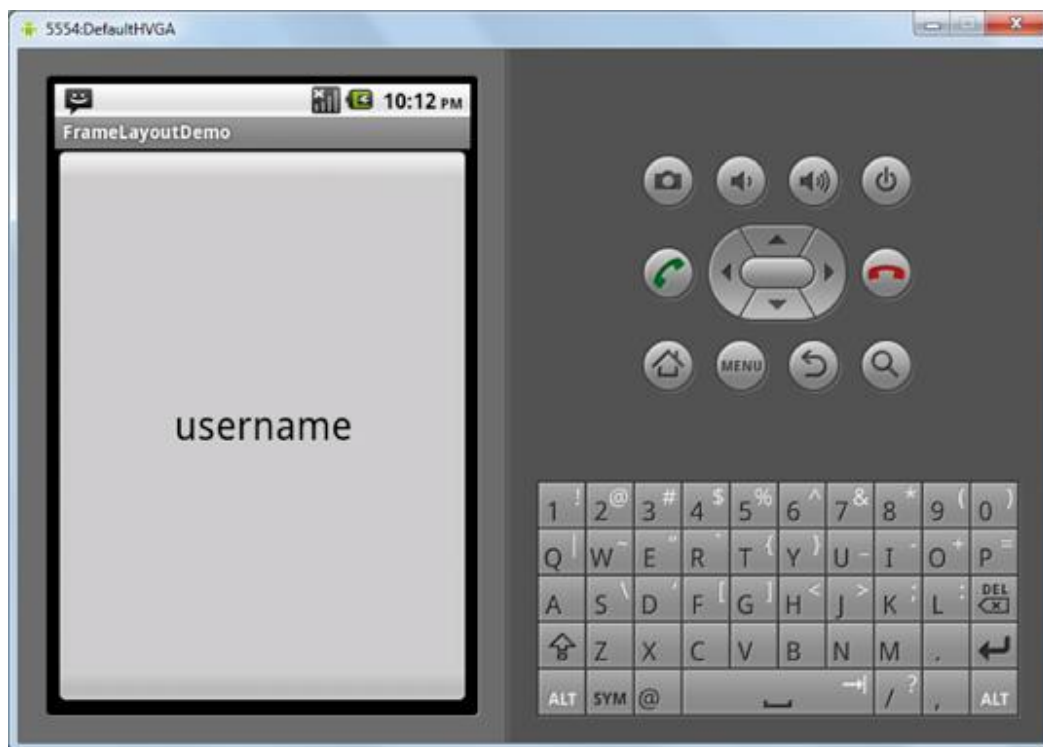 5554:DefaultHVGA
10:12 PM
FrameLayoutDemo
username
MENU
1 ! 2 @ 3 # 4 $ 5 % 6 ^ 7 & 8 * 9 ( 0 )
Q | W ~ E " R ` T { Y } U _ I - O + P =
A S \ D ' F [ G ] H < J > K ; L : DEL
Z X C V B N M .
ALT SYM @ / ? , ALT